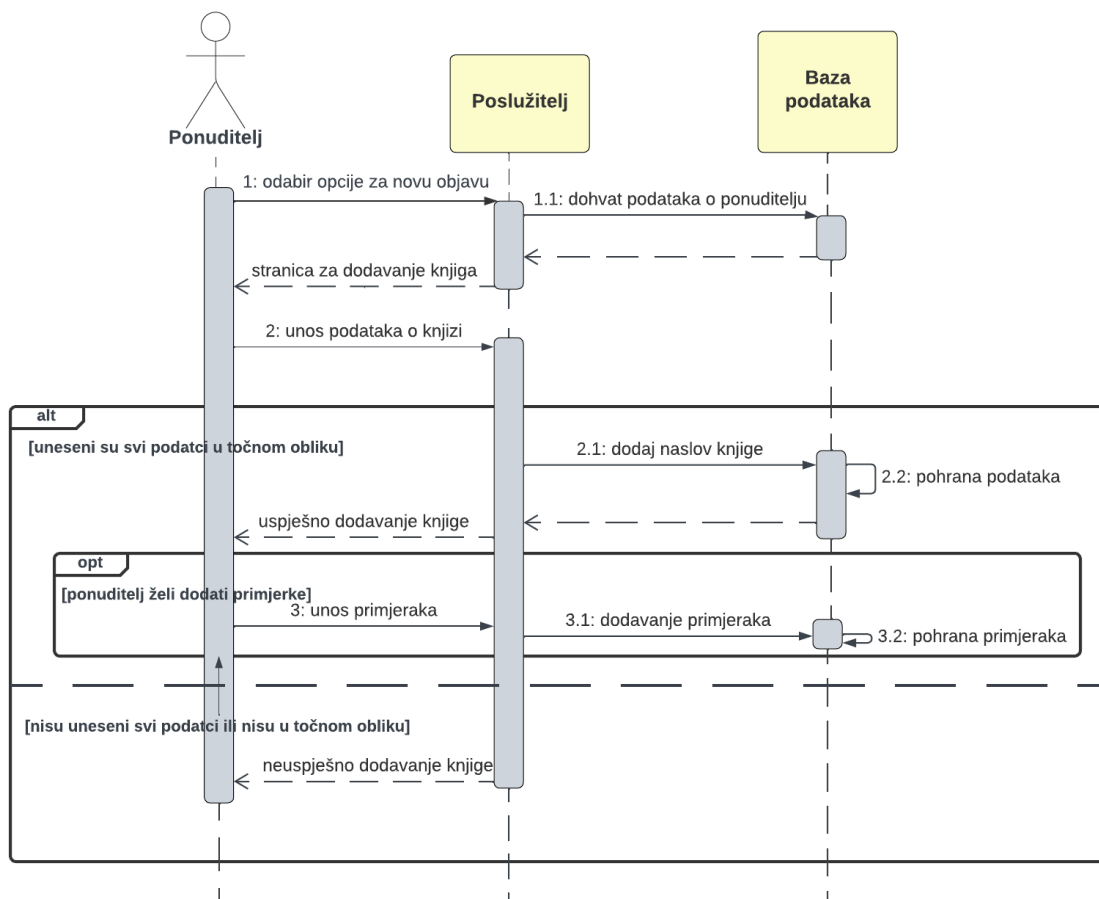 Ponuditelj
Poslužitelj
Baza
podataka
1: odabir opcije za novu objavu
1.1: dohvat podataka o ponuditelju
stranica za dodavanje knjiga
2: unos podataka o knjizi
alt
[uneseni su svi podatci u točnom obliku]
2.1: dodaj naslov knjige
2.2: pohrana podataka
uspješno dodavanje knjige
opt
[ponuditelj želi dodati primjerke]
3: unos primjeraka
3.1: dodavanje primjeraka
3.2: pohrana primjeraka
[nisu uneseni svi podatci ili nisu u točnom obliku]
neuspješno dodavanje knjige